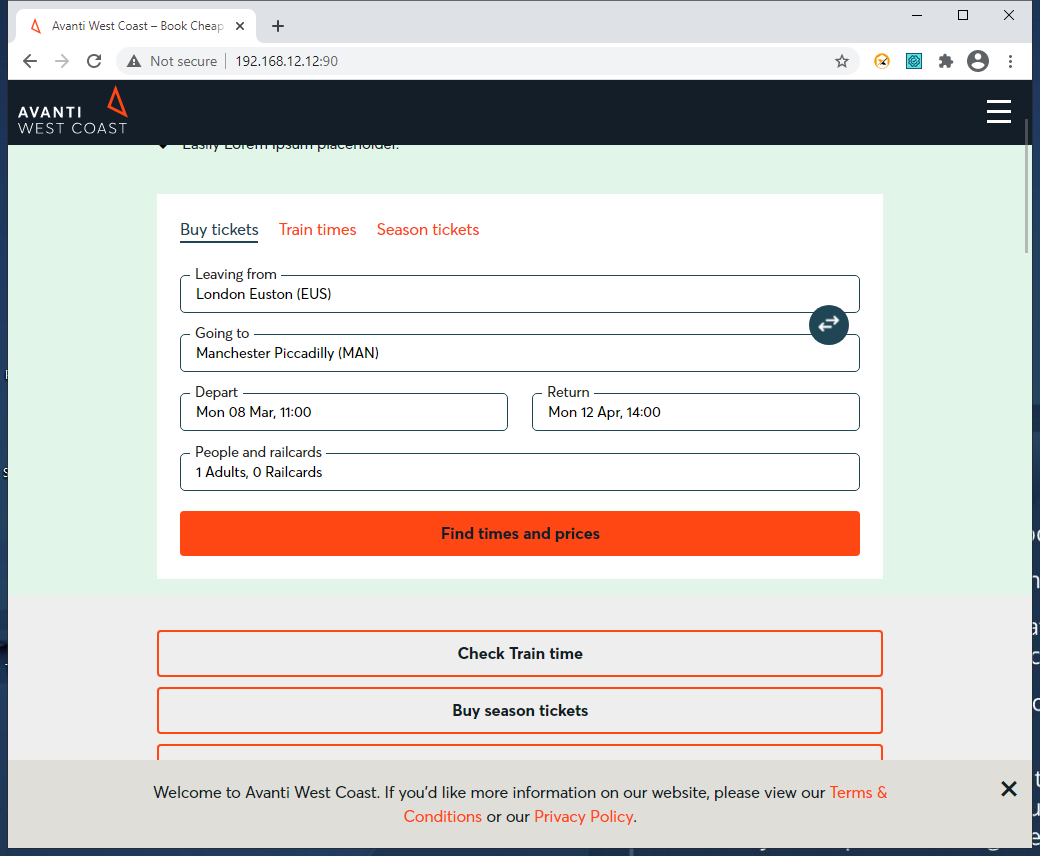 Avanti West Coast – Book Cheap
Not secure
192.168.12.12:90
AVANTI
WEST COAST
Easily Lorem ipsum placeholder.
Buy tickets
Train times
Season tickets
Leaving from
London Euston (EUS)
Going to
Manchester Piccadilly (MAN)
Depart
Return
Mon 08 Mar, 11:00
Mon 12 Apr, 14:00
People and railcards
1 Adults, 0 Railcards
Find times and prices
Check Train time
Buy season tickets
Welcome to Avanti West Coast. If you'd like more information on our website, please view our Terms &
Conditions or our Privacy Policy.